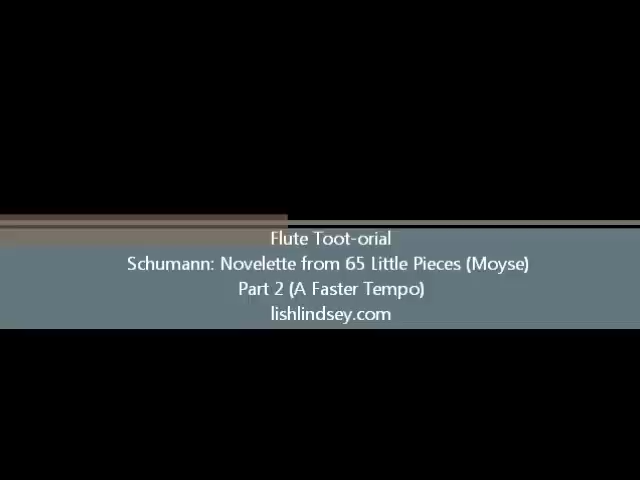 Flute Toot-orial
Schumann: Novelette from 65 Little Pieces (Moyse)
Part 2 (A Faster Tempo)
lishlindsey.com